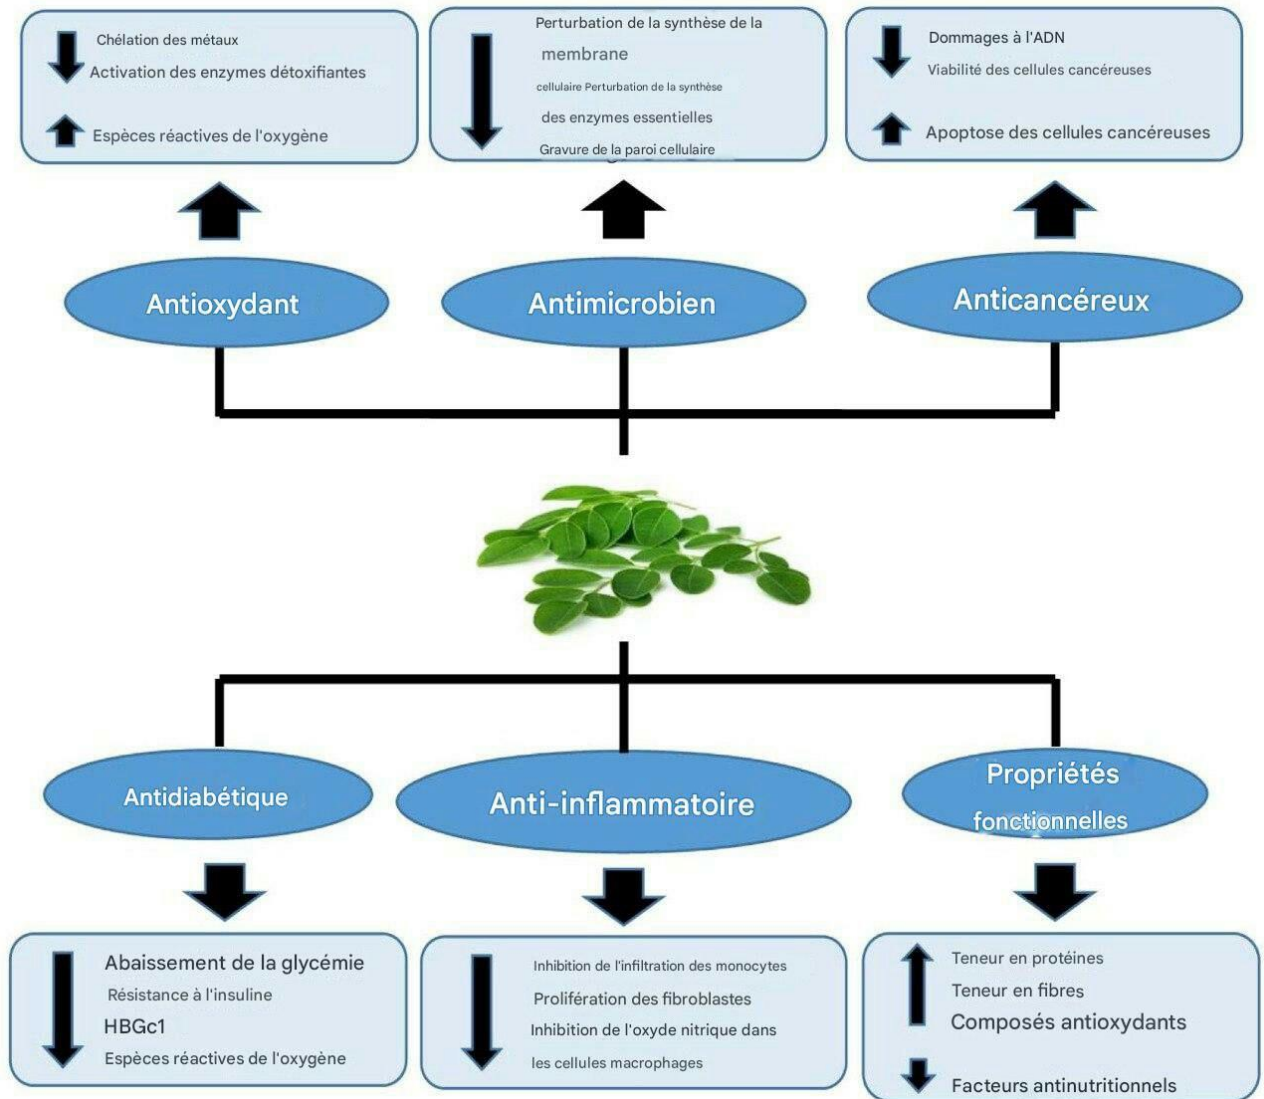 Chélation des métaux
Activation des enzymes détoxifiantes
Espèces réactives de l'oxygène
Perturbation de la synthèse de la
membrane
cellulaire Perturbation de la synthèse
des enzymes essentielles
Gravure de la paroi cellulaire
Dommages à l'ADN
Viabilité des cellules cancéreuses
Apoptose des cellules cancéreuses
Antioxydant
Antimicrobien
Anticancéreux
Antidiabétique
Anti-inflammatoire
Propriétés
fonctionnelles
Abaissement de la glycémie
Résistance à l'insuline
HBGc1
Espèces réactives de l'oxygène
Inhibition de l'infiltration des monocytes
Prolifération des fibroblastes
Inhibition de l'oxyde nitrique dans
les cellules macrophages
Teneur en protéines
Teneur en fibres
Composés antioxydants
Facteurs antinutritionnels